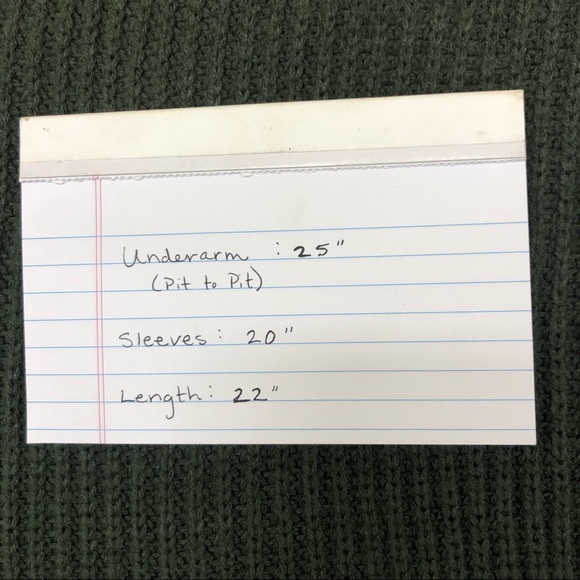 Underarm : 25"
(Pit to Pit)
Sleeves: 20"
Length: 22"